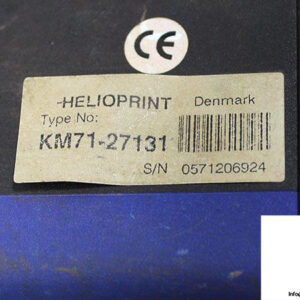 CE
HELIOPRINT Denmark
Type No:
KM71-27131
S/N 0571206924